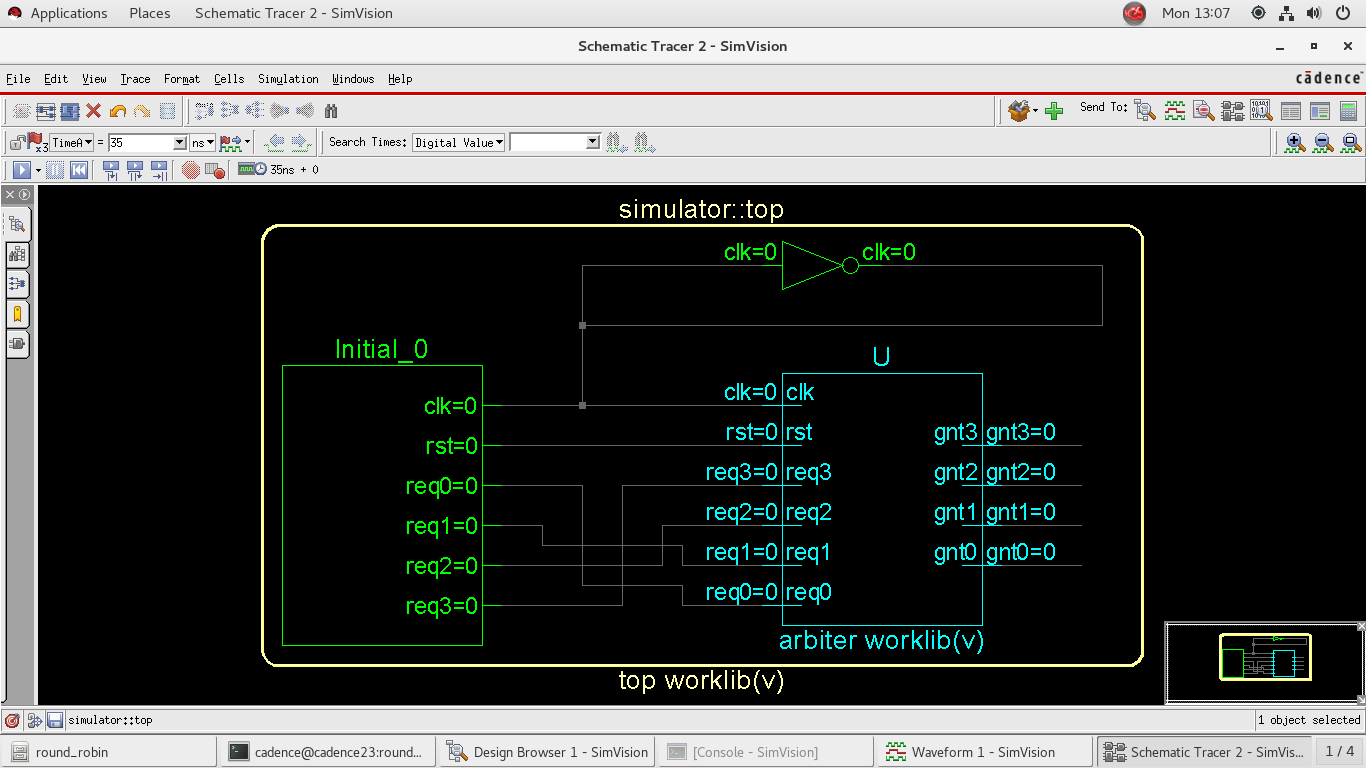 Applications Places Schematic Tracer 2 - SimVision Mon 13:07
Schematic Tracer 2 - SimVision
File Edit View Trace Format Cells Simulation Windows Help cādence™
Send To:
x3 TimeA = 35 ns Search Times: Digital Value
35ns + 0
simulator::top
clk=0 clk=0
Initial_0
U
clk=0 clk=0 clk
rst=0 rst=0 rst gnt3 gnt3=0
req0=0 req3=0 req3 gnt2 gnt2=0
req1=0 req2=0 req2 gnt1 gnt1=0
req2=0 req1=0 req1 gnt0 gnt0=0
req3=0 req0=0 req0
arbiter worklib(v)
top worklib(v)
simulator::top 1 object selected
round_robin cadence@cadence23:round... Design Browser 1 - SimVision [Console - SimVision] Waveform 1 - SimVision Schematic Tracer 2 - SimVis... 1 / 4